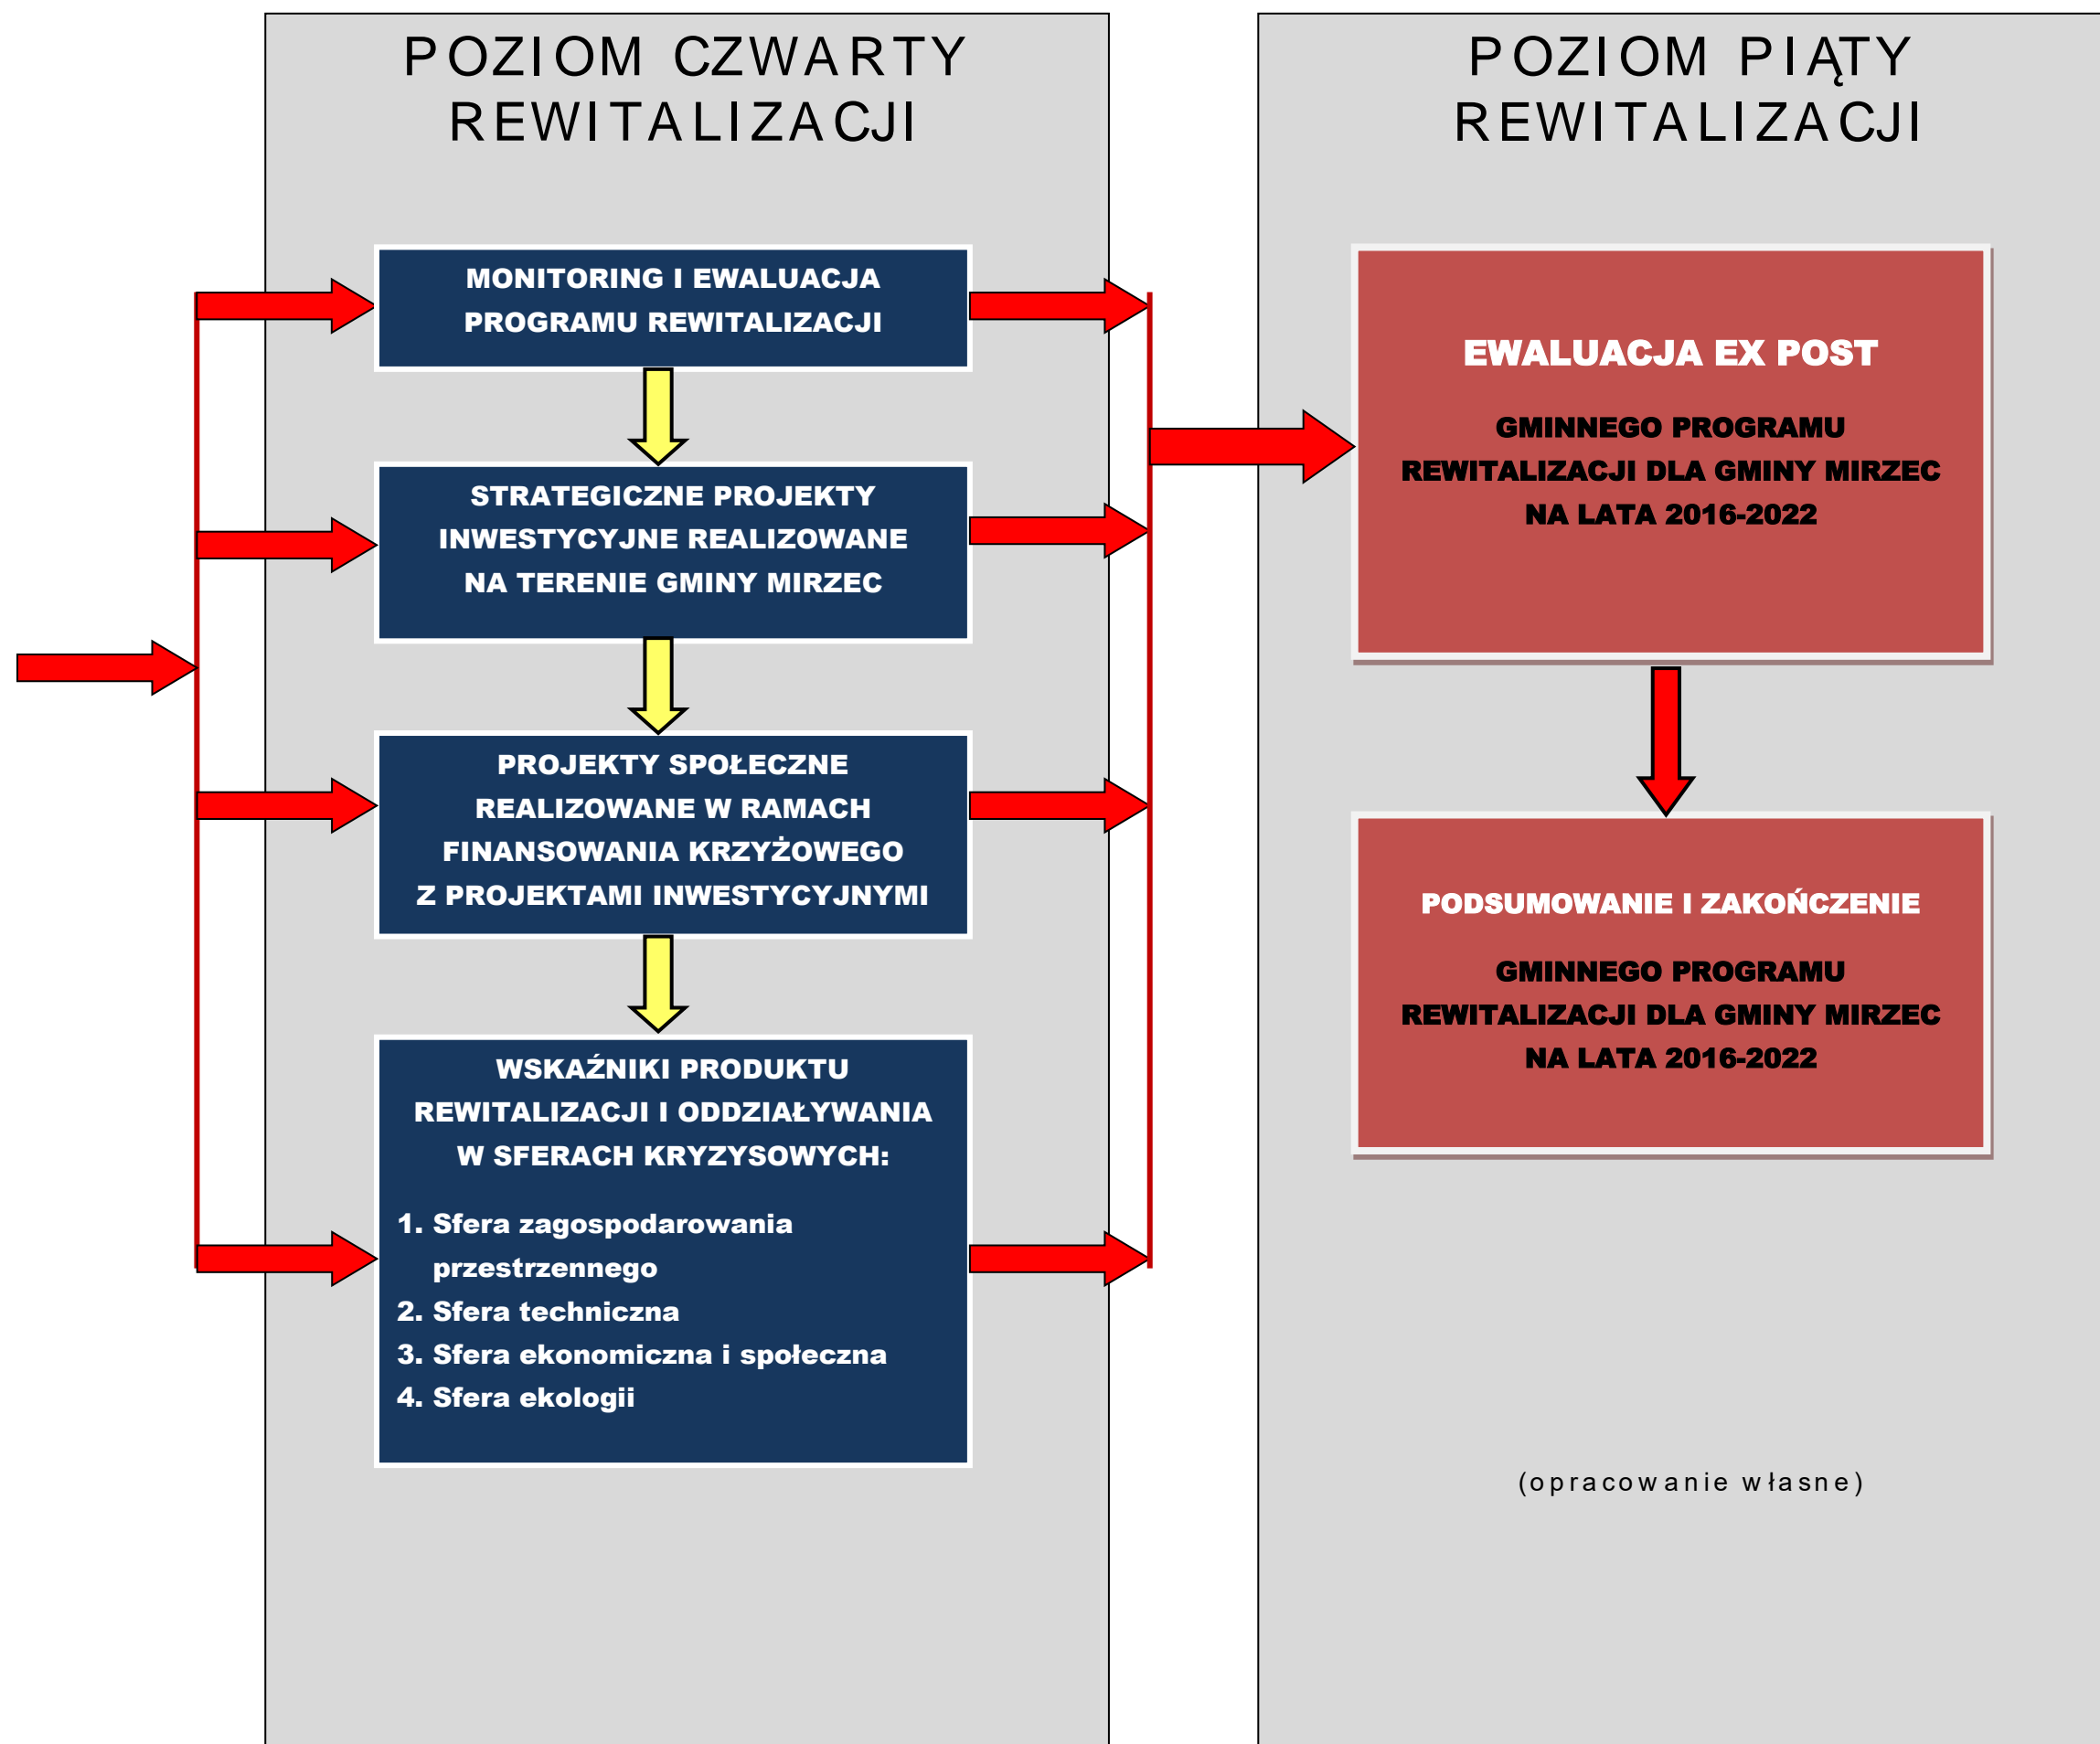 POZIOM CZWARTY
REWITALIZACJI
MONITORING I EWALUACJA
PROGRAMU REWITALIZACJI
STRATEGICZNE PROJEKTY
INWESTYCYJNE REALIZOWANE
NA TERENIE GMINY MIRZEC
PROJEKTY SPOŁECZNE
REALIZOWANE W RAMACH
FINANSOWANIA KRZYŻOWEGO
Z PROJEKTAMI INWESTYCYJNYMI
WSKAŹNIKI PRODUKTU
REWITALIZACJI I ODDZIAŁYWANIA
W SFERACH KRYZYSOWYCH:
1. Sfera zagospodarowania
przestrzennego
2. Sfera techniczna
3. Sfera ekonomiczna i społeczna
4. Sfera ekologii
POZIOM PIĄTY
REWITALIZACJI
EWALUACJA EX POST
GMINNEGO PROGRAMU
REWITALIZACJI DLA GMINY MIRZEC
NA LATA 2016-2022
PODSUMOWANIE I ZAKOŃCZENIE
GMINNEGO PROGRAMU
REWITALIZACJI DLA GMINY MIRZEC
NA LATA 2016-2022
(opracowanie własne)